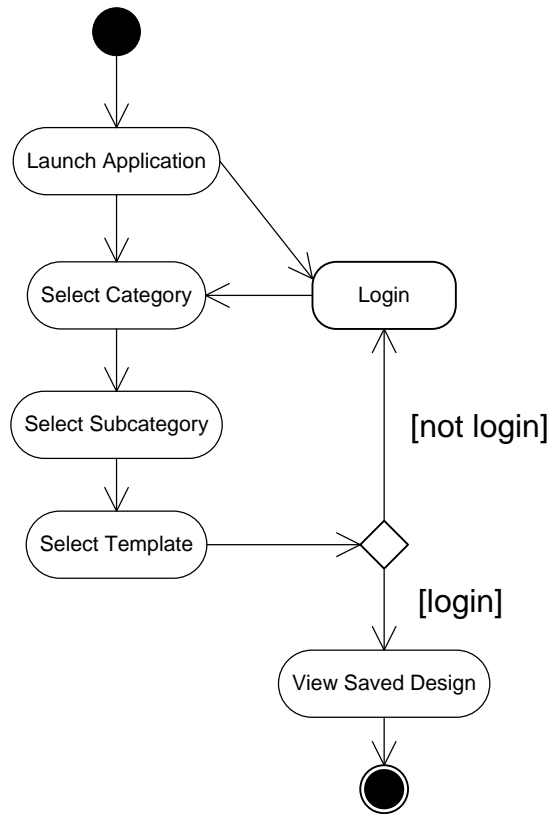 Launch Application
Select Category
Login
Select Subcategory
[not login]
Select Template
[login]
View Saved Design